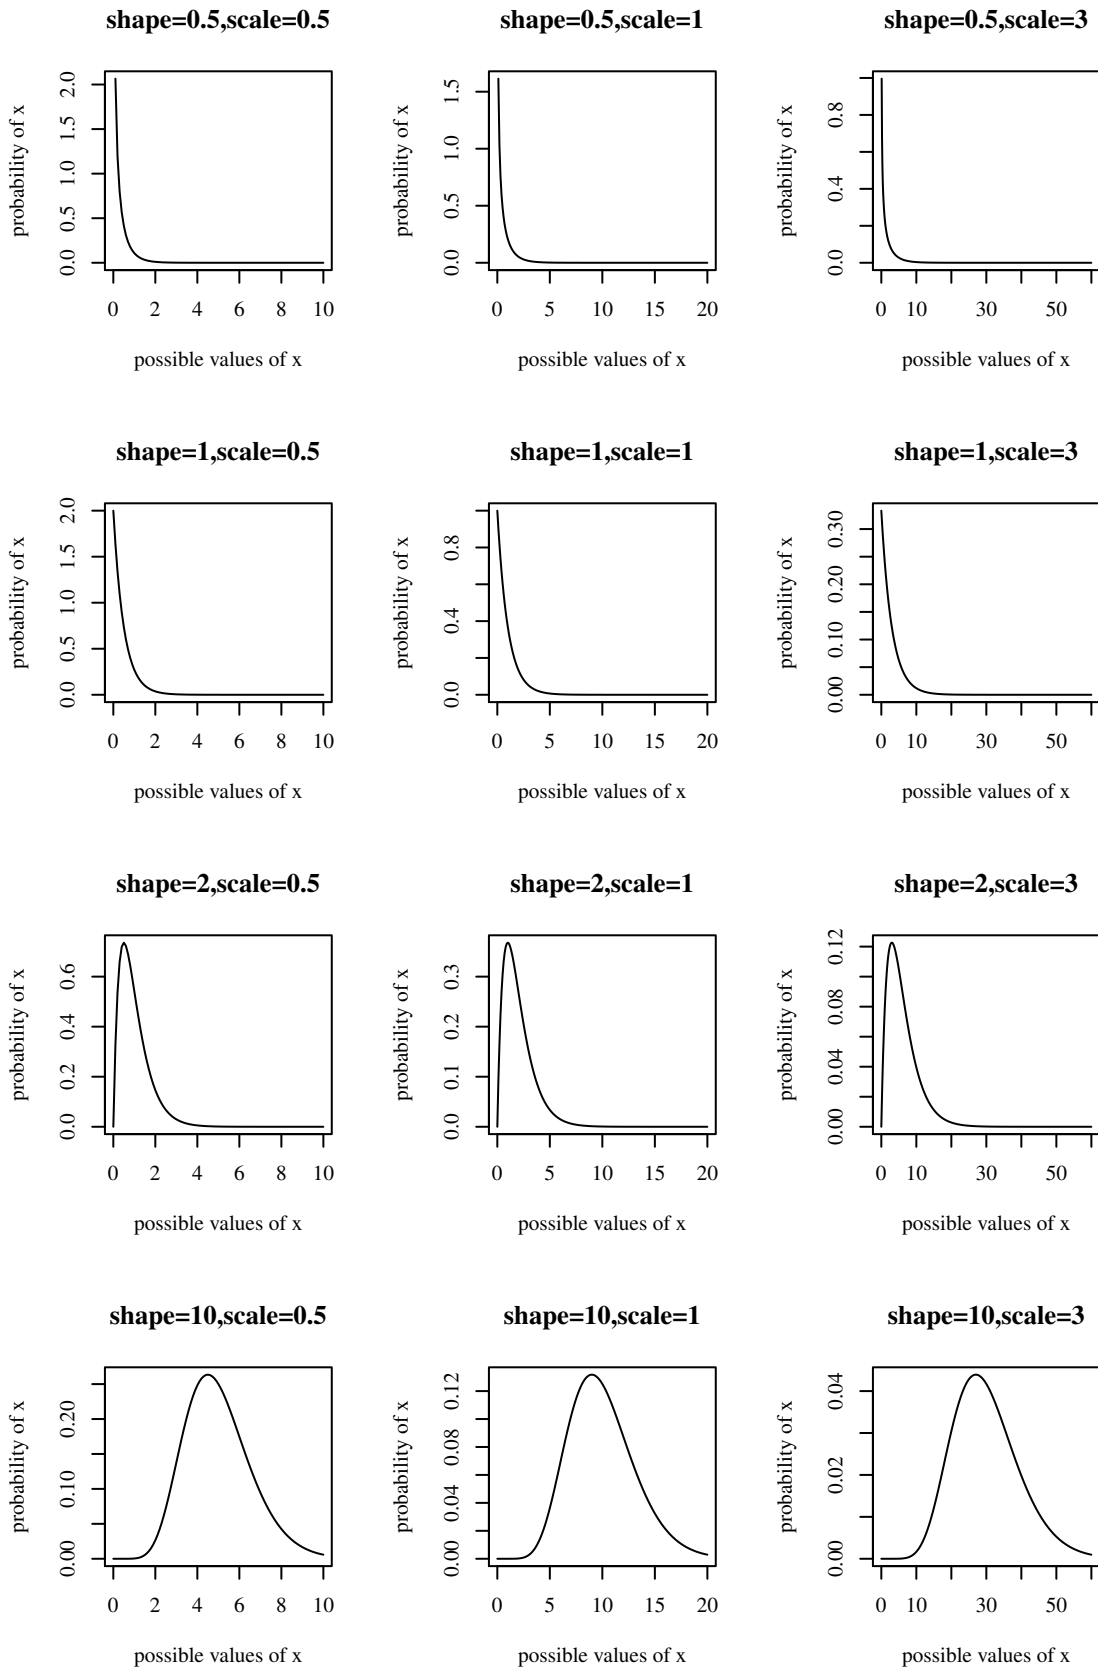 shape=0.5,scale=0.5
probability of x
0.0 0.5 1.0 1.5 2.0
0 2 4 6 8 10
possible values of x
shape=0.5,scale=1
probability of x
0.0 0.5 1.0 1.5
0 5 10 15 20
possible values of x
shape=0.5,scale=3
probability of x
0.0 0.4 0.8
0 10 30 50
possible values of x
shape=1,scale=0.5
probability of x
0.0 0.5 1.0 1.5 2.0
0 2 4 6 8 10
possible values of x
shape=1,scale=1
probability of x
0.0 0.4 0.8
0 5 10 15 20
possible values of x
shape=1,scale=3
probability of x
0.00 0.10 0.20 0.30
0 10 30 50
possible values of x
shape=2,scale=0.5
probability of x
0.0 0.2 0.4 0.6
0 2 4 6 8 10
possible values of x
shape=2,scale=1
probability of x
0.0 0.1 0.2 0.3
0 5 10 15 20
possible values of x
shape=2,scale=3
probability of x
0.00 0.04 0.08 0.12
0 10 30 50
possible values of x
shape=10,scale=0.5
probability of x
0.00 0.10 0.20
0 2 4 6 8 10
possible values of x
shape=10,scale=1
probability of x
0.00 0.04 0.08 0.12
0 5 10 15 20
possible values of x
shape=10,scale=3
probability of x
0.00 0.02 0.04
0 10 30 50
possible values of x